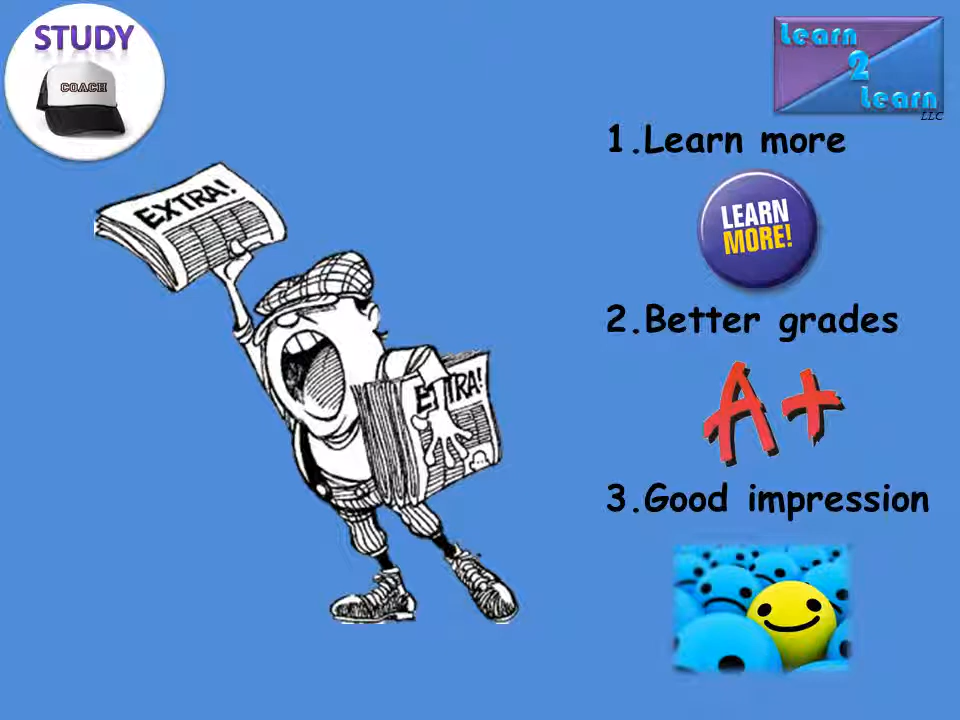 STUDY
COACH
Learn
2
Learn
LLC
1.Learn more
EXTRA!
LEARN
MORE!
2.Better grades
EXTRA!
A+
3.Good impression